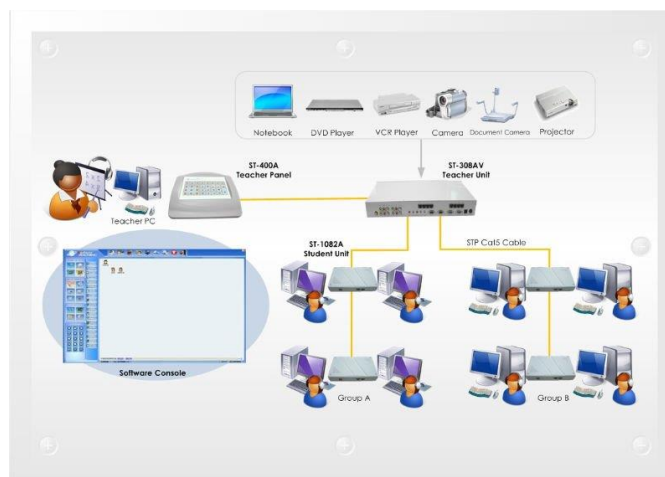 Notebook
DVD Player
VCR Player
Camera
Document Camera
Projector
ST-400A
Teacher Panel
ST-308AV
Teacher Unit
Teacher PC
ST-1082A
Student Unit
STP Cat5 Cable
Software Console
Group A
Group B